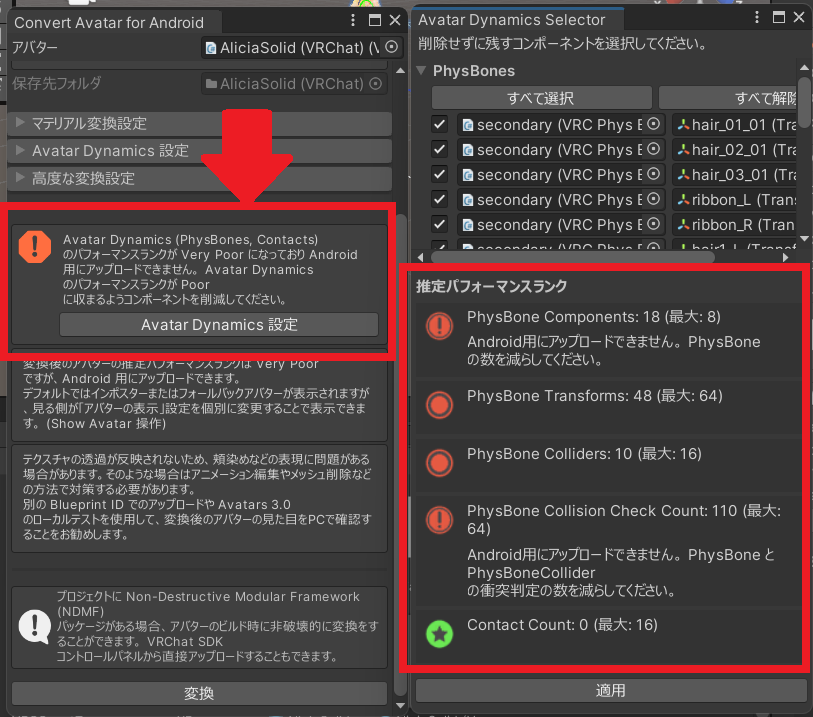 Convert Avatar for Android
アバター
AliciaSolid (VRChat) (V
保存先フォルダ
AliciaSolid (VRChat)
マテリアル変換設定
Avatar Dynamics 設定
高度な変換設定
Avatar Dynamics (PhysBones, Contacts)
のパフォーマンスランクが Very Poor になっており Android
用にアップロードできません。Avatar Dynamics
のパフォーマンスランクが Poor
に収まるようコンポーネントを削減してください。
Avatar Dynamics 設定
変換後のアバターの推定パフォーマンスランクは Very Poor
ですが、Android 用にアップロードできます。
デフォルトではインポスターまたはフォールバックアバターが表示されますが
、見る側が「アバターの表示」設定を個別に変更することで表示できま
す。(Show Avatar 操作)
テクスチャの透過が反映されないため、頬染めなどの表現に問題がある
場合があります。そのような場合はアニメーション編集やメッシュ削除など
の方法で対策する必要があります。
別の Blueprint ID でのアップロードや Avatars 3.0
のローカルテストを使用して、変換後のアバターの見た目をPCで確認す
ることをお勧めします。
プロジェクトに Non-Destructive Modular Framework
(NDMF)
パッケージがある場合、アバターのビルド時に非破壊的に変換をす
ることができます。VRChat SDK
コントロールパネルから直接アップロードすることもできます。
変換
Avatar Dynamics Selector
削除せずに残すコンポーネントを選択してください。
PhysBones
すべて選択
すべて解除
secondary (VRC Phys B
hair_01_01 (Tra
secondary (VRC Phys B
hair_02_01 (Tra
secondary (VRC Phys B
hair_03_01 (Tra
secondary (VRC Phys B
ribbon_L (Trans
secondary (VRC Phys B
ribbon_R (Tran
secondary (VRC Phys B
hair1_L (Transf
推定パフォーマンスランク
PhysBone Components: 18 (最大: 8)
Android用にアップロードできません。PhysBone
の数を減らしてください。
PhysBone Transforms: 48 (最大: 64)
PhysBone Colliders: 10 (最大: 16)
PhysBone Collision Check Count: 110 (最大:
64)
Android用にアップロードできません。PhysBone と
PhysBoneCollider
の衝突判定の数を減らしてください。
Contact Count: 0 (最大: 16)
適用